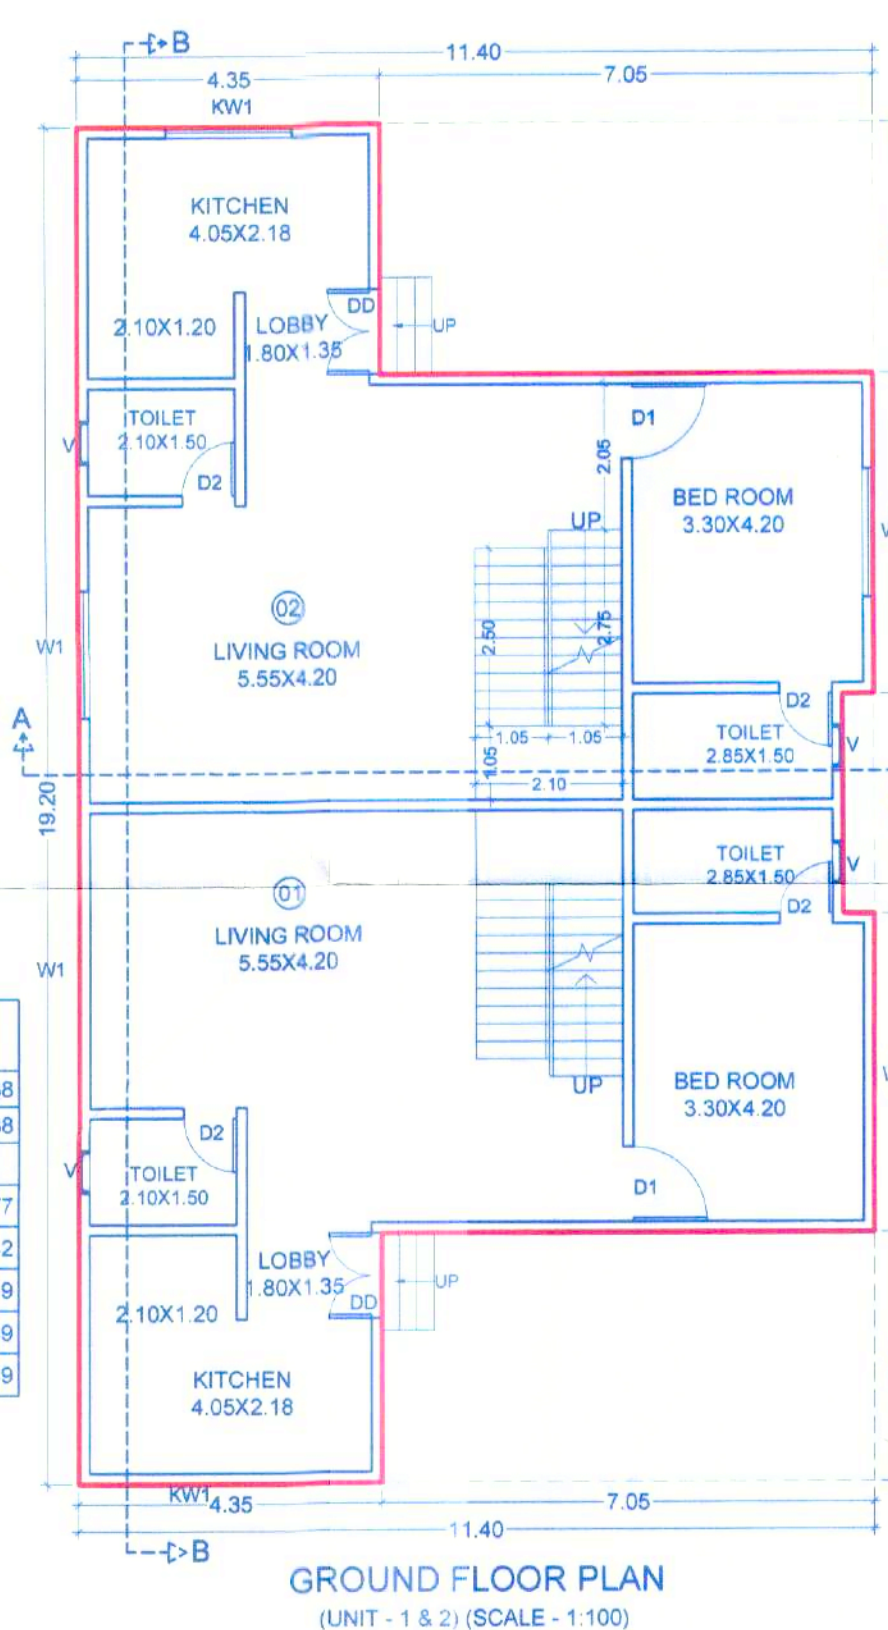 B
11.40
4.35
7.05
KW1
KITCHEN
4.05X2.18
DD
2.10X1.20
LOBBY
1.80X1.35
UP
TOILET
2.10X1.50
V
D2
D1
2.05
BED ROOM
3.30X4.20
UP
02
LIVING ROOM
5.55X4.20
W1
2.50
2.75
A
D2
TOILET
2.85X1.50
V
1.05
1.05
1.05
2.10
19.20
TOILET
2.85X1.50
V
D2
01
LIVING ROOM
5.55X4.20
W1
BED ROOM
3.30X4.20
UP
D2
V
TOILET
2.10X1.50
D1
LOBBY
1.80X1.35
UP
DD
2.10X1.20
KITCHEN
4.05X2.18
KW1
4.35
7.05
11.40
B
GROUND FLOOR PLAN
(UNIT - 1 & 2) (SCALE - 1:100)